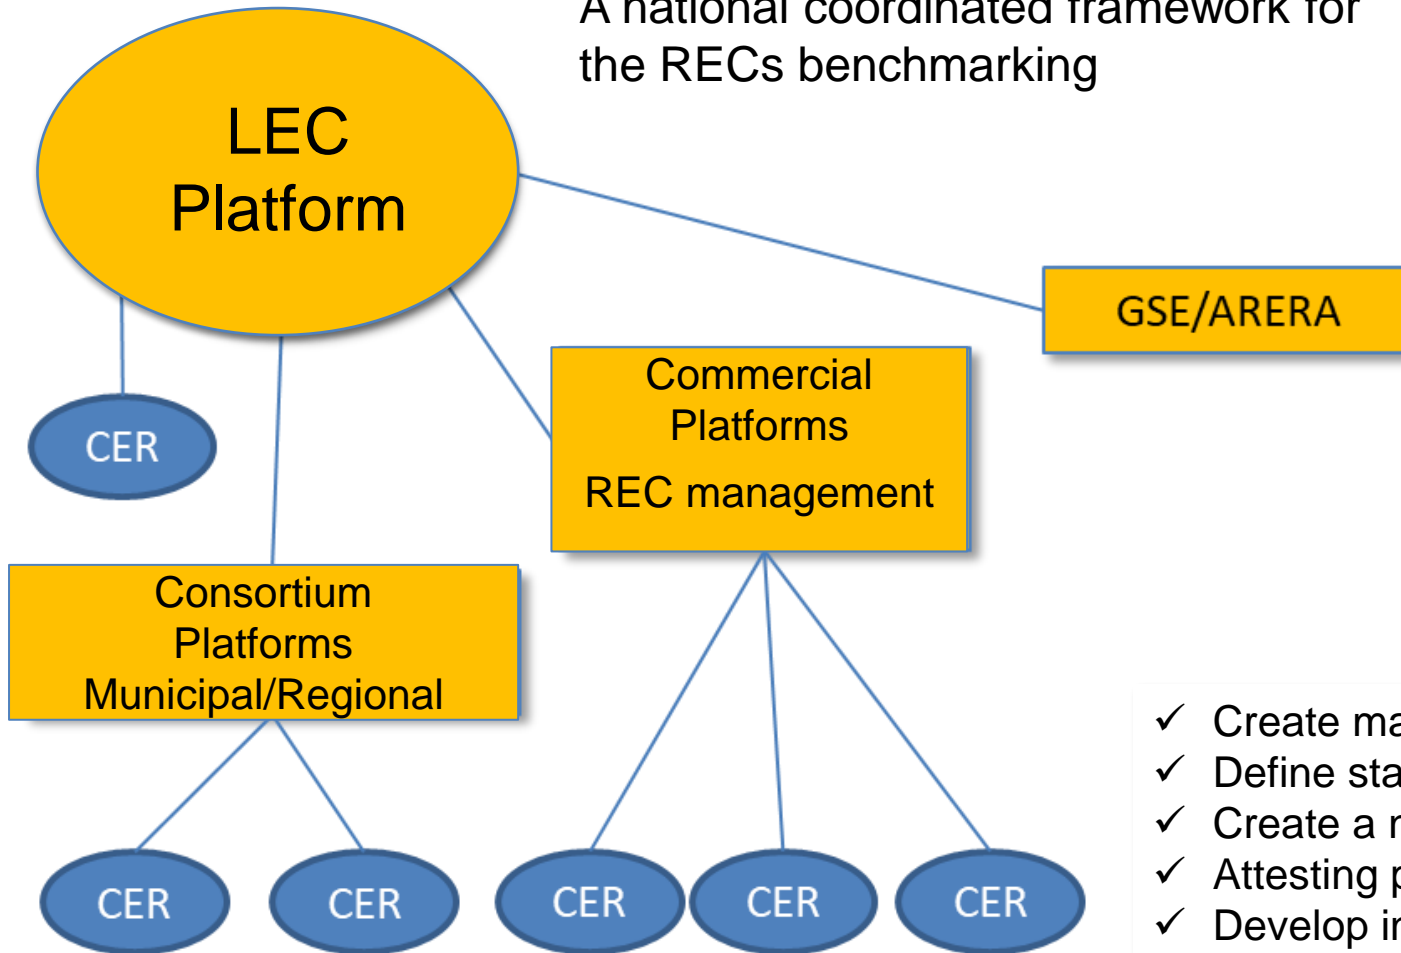 A national coordinated framework for
the RECs benchmarking
LEC
Platform
GSE/ARERA
Commercial
Platforms
REC management
CER
Consortium
Platforms
Municipal/Regional
✓ Create
✓ Define
✓ Create a
✓ Attesting
✓ Develop
CER
CER
CER
CER
CER